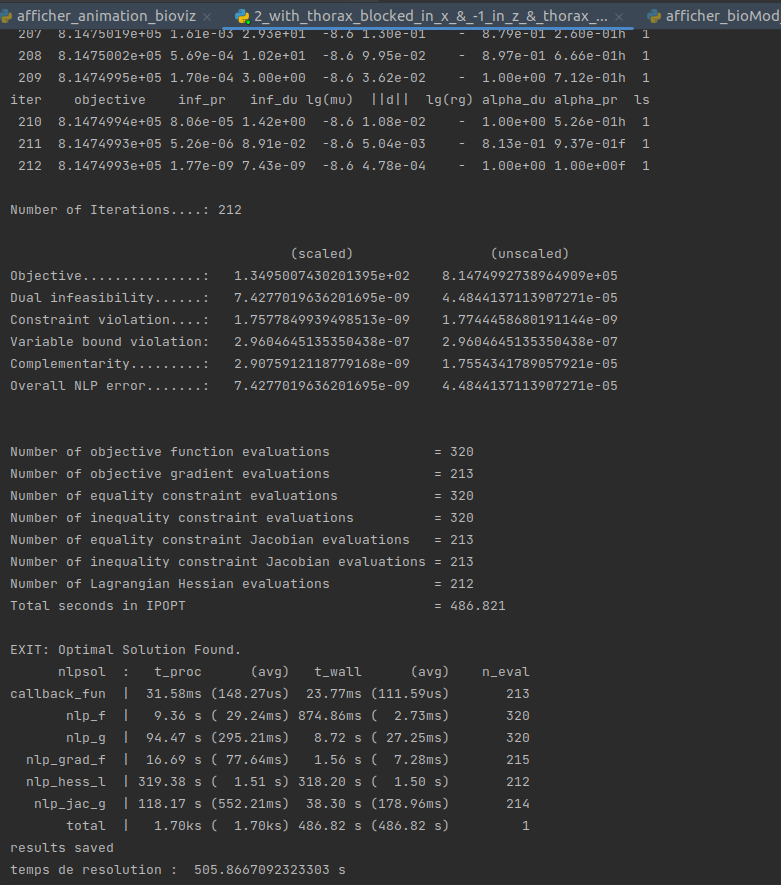 afficher_animation_bioviz × 2_with_thorax_blocked_in_x_&_-1_in_z_&_thorax_... × afficher_bioMod
207 8.1475019e+05 1.61e-03 2.93e+01 -8.6 1.30e-01 - 8.79e-01 2.60e-01h 1
208 8.1475002e+05 5.69e-04 1.02e+01 -8.6 9.95e-02 - 8.97e-01 6.66e-01h 1
209 8.1474995e+05 1.70e-04 3.00e+00 -8.6 3.62e-02 - 1.00e+00 7.12e-01h 1
iter objective inf_pr inf_du lg(mu) ||d|| lg(rg) alpha_du alpha_pr ls
210 8.1474994e+05 8.06e-05 1.42e+00 -8.6 1.08e-02 - 1.00e+00 5.26e-01h 1
211 8.1474993e+05 5.26e-06 8.91e-02 -8.6 5.04e-03 - 8.13e-01 9.37e-01f 1
212 8.1474993e+05 1.77e-09 7.43e-09 -8.6 4.78e-04 - 1.00e+00 1.00e+00f 1
Number of Iterations....: 212
(scaled) (unscaled)
Objective...............: 1.3495007430201395e+02 8.1474992738964909e+05
Dual infeasibility......: 7.4277019636201695e-09 4.4844137113907271e-05
Constraint violation....: 1.7577849939498513e-09 1.7744458680191144e-09
Variable bound violation: 2.9604645135350438e-07 2.9604645135350438e-07
Complementarity.........: 2.9075912118779168e-09 1.7554341789057921e-05
Overall NLP error.......: 7.4277019636201695e-09 4.4844137113907271e-05
Number of objective function evaluations = 320
Number of objective gradient evaluations = 213
Number of equality constraint evaluations = 320
Number of inequality constraint evaluations = 320
Number of equality constraint Jacobian evaluations = 213
Number of inequality constraint Jacobian evaluations = 213
Number of Lagrangian Hessian evaluations = 212
Total seconds in IPOPT = 486.821
EXIT: Optimal Solution Found.
nlpsol : t_proc (avg) t_wall (avg) n_eval
callback_fun | 31.58ms (148.27us) 23.77ms (111.59us) 213
nlp_f | 9.36 s ( 29.24ms) 874.86ms ( 2.73ms) 320
nlp_g | 94.47 s (295.21ms) 8.72 s ( 27.25ms) 320
nlp_grad_f | 16.69 s ( 77.64ms) 1.56 s ( 7.28ms) 215
nlp_hess_l | 319.38 s ( 1.51 s) 318.20 s ( 1.50 s) 212
nlp_jac_g | 118.17 s (552.21ms) 38.30 s (178.96ms) 214
total | 1.70ks ( 1.70ks) 486.82 s (486.82 s) 1
results saved
temps de resolution : 505.8667092323303 s